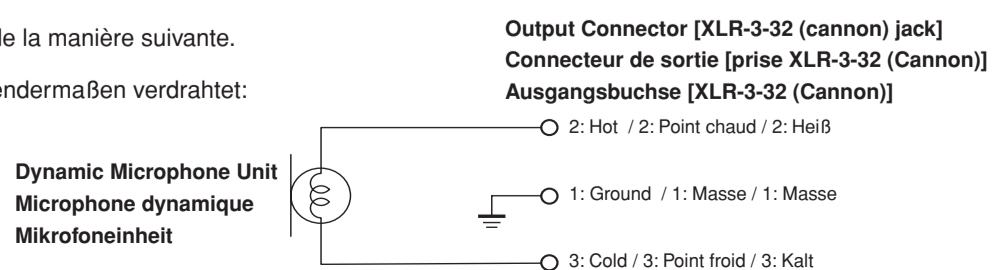 de la manière suivante.
endermaßen verdrahtet:
Output Connector [XLR-3-32 (cannon) jack]
Connecteur de sortie [prise XLR-3-32 (Cannon)]
Ausgangsbuchse [XLR-3-32 (Cannon)]
2: Hot / 2: Point chaud / 2: Heiß
Dynamic Microphone Unit
Microphone dynamique
Mikrofoneinheit
1: Ground / 1: Masse / 1: Masse
3: Cold / 3: Point froid / 3: Kalt